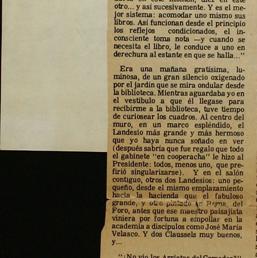 otro..., y así sucesivamente. Y es el me-
jor sistema: acomodar uno mismo sus
libros. Así funcionan desde el principio
los reflejos condicionados, el in-
consciente toma nota —y cuando se
necesita el libro, le conduce a uno en
derechura al estante en que se halla..."
Era una mañana gratísima, lu-
minosa, de un gran silencio oxigenado
por el jardín que se mira ondular desde
la biblioteca. Mientras aguardaba yo en
el vestíbulo a que él llegase para
recibirme a la biblioteca, tuve tiempo
de curiosear los cuadros. Al centro del
muro, en un marco espléndido, el
Landesio más grande y más hermoso
que yo haya nunca soñado en ver
(después sabría que fue regalo que todo
el gabinete "en cooperacha" le hizo al
Presidente: todos, menos uno, que pre-
firió singularizarse). Y en el salón
contiguo, otros dos Landesios: uno pe-
queño, desde el mismo emplazamiento
hacia la hacienda que el fabuloso
grande, y otro pintado en Roma, del
Foro, antes que ese maestro paisajista
viniera por fortuna a empollar en la
academia a discípulos como José María
Velasco. Y dos Claussels muy buenos,
y...